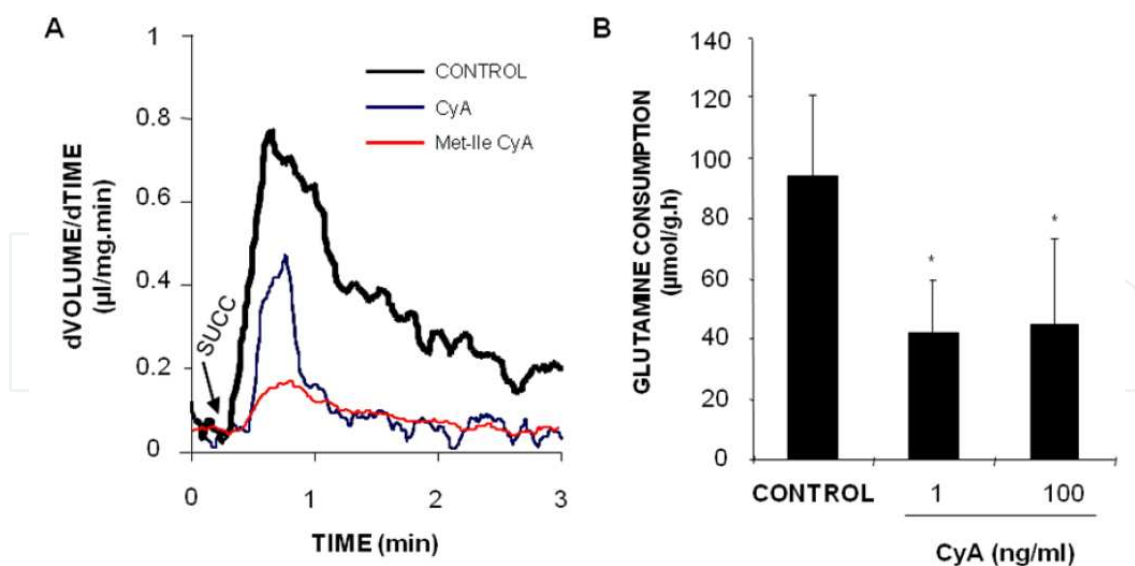 A
dVOLUME/dTIME
(µl/mg.min)
1
0.8
0.6
0.4
0.2
0
CONTROL
CyA
Met-Ile CyA
SUCC
0 1 2 3
TIME (min)
B
GLUTAMINE CONSUMPTION
(µmol/g.h)
140
120
100
80
60
40
20
0
* *
CONTROL 1 100
CyA (ng/ml)